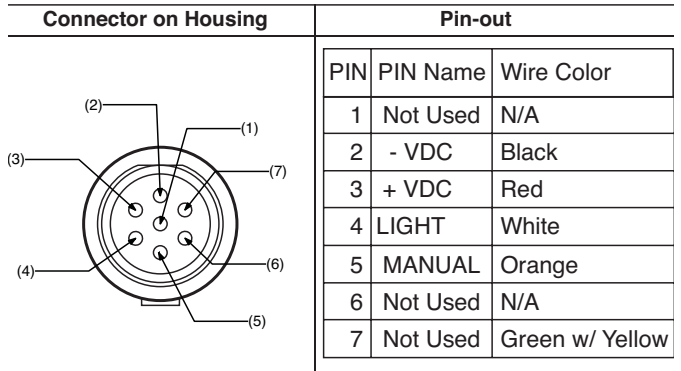 Connector on Housing Pin-out
PIN PIN Name Wire Color
1 Not Used N/A
2 - VDC Black
3 + VDC Red
4 LIGHT White
5 MANUAL Orange
6 Not Used N/A
7 Not Used Green w/ Yellow
(2)
(1)
(3)
(7)
(4)
(6)
(5)